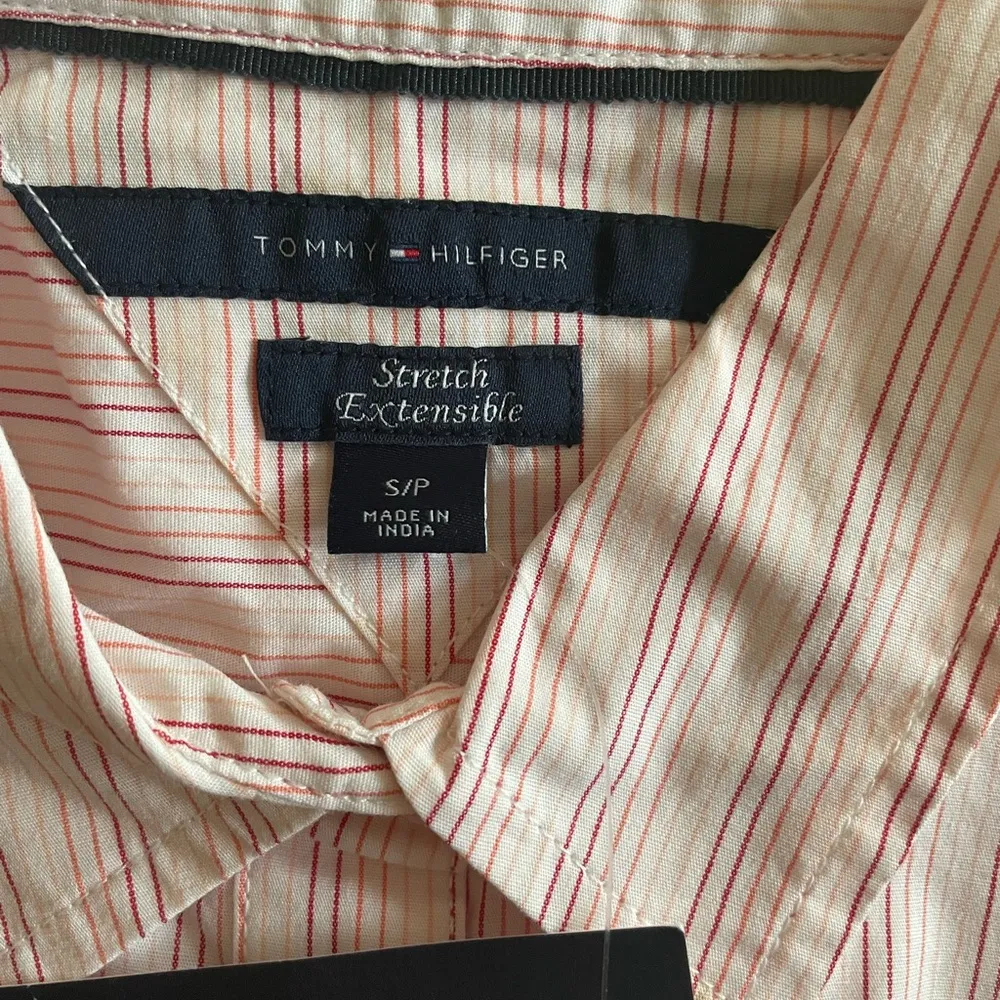 TOMMY HILFIGER
Stretch
Extensible
S/P
MADE IN
INDIA